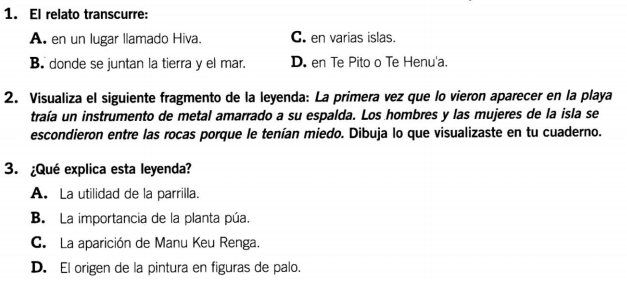 1. El relato transcurre:
A. en un lugar llamado Hiva.
C. en varias islas.
B. donde se juntan la tierra y el mar.
D. en Te Pito o Te Henu'a.
2. Visualiza el siguiente fragmento de la leyenda: La primera vez que lo vieron aparecer en la playa
traía un instrumento de metal amarrado a su espalda. Los hombres y las mujeres de la isla se
escondieron entre las rocas porque le tenían miedo. Dibuja lo que visualizaste en tu cuaderno.
3. ¿Qué explica esta leyenda?
A. La utilidad de la parrilla.
B. La importancia de la planta púa.
C. La aparición de Manu Keu Renga.
D. El origen de la pintura en figuras de palo.